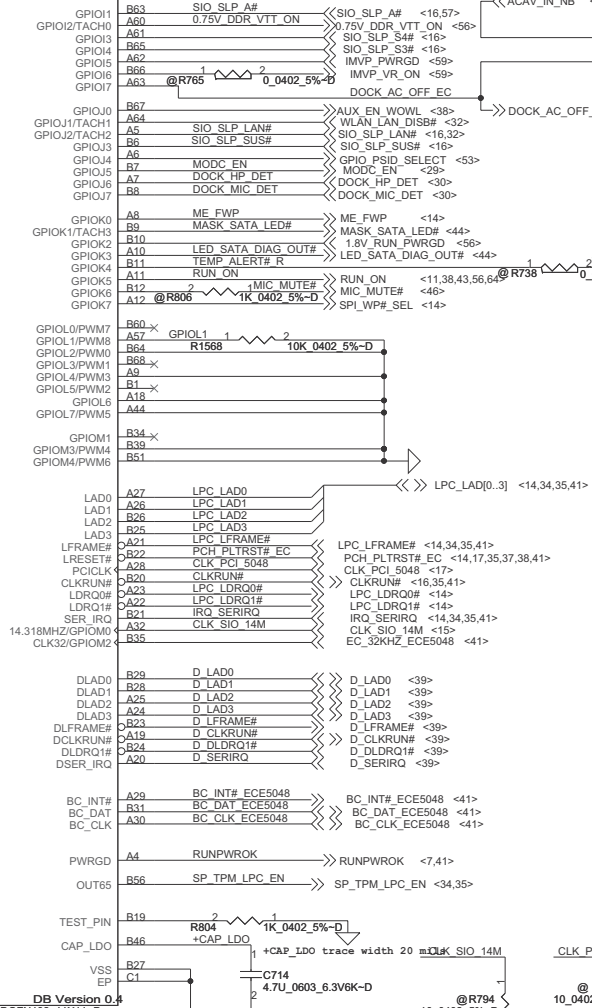 ACAV_IN_NB
GPIOI1 B63 SIO_SLP_A# SIO_SLP_A# <16,57>
GPIOI2/TACH0 A60 0.75V_DDR_VTT_ON 0.75V_DDR_VTT_ON <56>
GPIOI3 A61 SIO_SLP_S4# <16>
GPIOI4 B65 SIO_SLP_S3# <16>
GPIOI5 A62 IMVP_PWRGD <59>
GPIOI6 B66 1 2 IMVP_VR_ON <59>
GPIOI7 A63 @R765 0_0402_5%~D
DOCK_AC_OFF_EC
GPIOJ0 B67 AUX_EN_WOWL <38> DOCK_AC_OFF_
GPIOJ1/TACH1 A64 WLAN_LAN_DISB# <32>
GPIOJ2/TACH2 A5 SIO_SLP_LAN# SIO_SLP_LAN# <16,32>
GPIOJ3 B6 SIO_SLP_SUS# SIO_SLP_SUS# <16>
GPIOJ4 A6 GPIO_PSID_SELECT <53>
GPIOJ5 B7 MODC_EN MODC_EN <29>
GPIOJ6 A7 DOCK_HP_DET DOCK_HP_DET <30>
GPIOJ7 B8 DOCK_MIC_DET DOCK_MIC_DET <30>
GPIOK0 A8 ME_FWP ME_FWP <14>
GPIOK1/TACH3 B9 MASK_SATA_LED# MASK_SATA_LED# <44>
GPIOK2 B10 1.8V_RUN_PWRGD <56>
GPIOK3 A10 LED_SATA_DIAG_OUT# LED_SATA_DIAG_OUT# <44>
GPIOK4 B11 TEMP_ALERT#_R @R738 1 0_
GPIOK5 A11 RUN_ON RUN_ON <11,38,43,56,64>
GPIOK6 B12 2 1 MIC_MUTE# MIC_MUTE# <46>
GPIOK7 A12 @R806 1K_0402_5%~D SPI_WP#_SEL <14>
GPIOL0/PWM7 B60
GPIOL1/PWM8 A57 GPIOL1 1 2
GPIOL2/PWM0 B64 R1568 10K_0402_5%~D
GPIOL3/PWM1 B68
GPIOL4/PWM3 A9
GPIOL5/PWM2 B1
GPIOL6 A18
GPIOL7/PWM5 A44
GPIOM1 B34
GPIOM3/PWM4 B39
GPIOM4/PWM6 B51
LPC_LAD[0..3] <14,34,35,41>
LAD0 A27 LPC_LAD0
LAD1 A26 LPC_LAD1
LAD2 B26 LPC_LAD2
LAD3 B25 LPC_LAD3
LFRAME# A21 LPC_LFRAME# LPC_LFRAME# <14,34,35,41>
LRESET# B22 PCH_PLTRST#_EC PCH_PLTRST#_EC <14,17,35,37,38,41>
PCICLK A28 CLK_PCI_5048 CLK_PCI_5048 <17>
CLKRUN# B20 CLKRUN# CLKRUN# <16,35,41>
LDRQ0# A23 LPC_LDRQ0# LPC_LDRQ0# <14>
LDRQ1# A22 LPC_LDRQ1# LPC_LDRQ1# <14>
SER_IRQ B21 IRQ_SERIRQ IRQ_SERIRQ <14,34,35,41>
14.318MHZ/GPIOM0 A32 CLK_SIO_14M CLK_SIO_14M <15>
CLK32/GPIOM2 B35 EC_32KHZ_ECE5048 <41>
DLAD0 B29 D_LAD0 D_LAD0 <39>
DLAD1 B28 D_LAD1 D_LAD1 <39>
DLAD2 A25 D_LAD2 D_LAD2 <39>
DLAD3 A24 D_LAD3 D_LAD3 <39>
DLFRAME# B23 D_LFRAME# D_LFRAME# <39>
DCLKRUN# A19 D_CLKRUN# D_CLKRUN# <39>
DLDRQ1# B24 D_DLDRQ1# D_DLDRQ1# <39>
DSER_IRQ A20 D_SERIRQ D_SERIRQ <39>
BC_INT# A29 BC_INT#_ECE5048 BC_INT#_ECE5048 <41>
BC_DAT B31 BC_DAT_ECE5048 BC_DAT_ECE5048 <41>
BC_CLK A30 BC_CLK_ECE5048 BC_CLK_ECE5048 <41>
PWRGD A4 RUNPWROK RUNPWROK <7,41>
OUT65 B56 SP_TPM_LPC_EN SP_TPM_LPC_EN <34,35>
TEST_PIN B19 2 1
R804 1K_0402_5%~D
CAP_LDO B46 +CAP_LDO +CAP_LDO trace width 20 mils CLK_SIO_14M CLK_P
VSS B27 1
EP C1 C714
4.7U_0603_6.3V6K~D
2
DB Version 0.4 @R794 1 @
10_040